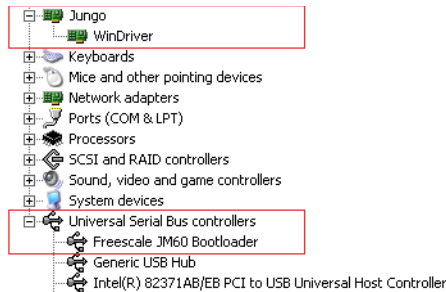 Jungo
WinDriver
Keyboards
Mice and other pointing devices
Network adapters
Ports (COM & LPT)
Processors
SCSI and RAID controllers
Sound, video and game controllers
System devices
Universal Serial Bus controllers
Freescale JM60 Bootloader
Generic USB Hub
Intel(R) 82371AB/EB PCI to USB Universal Host Controller